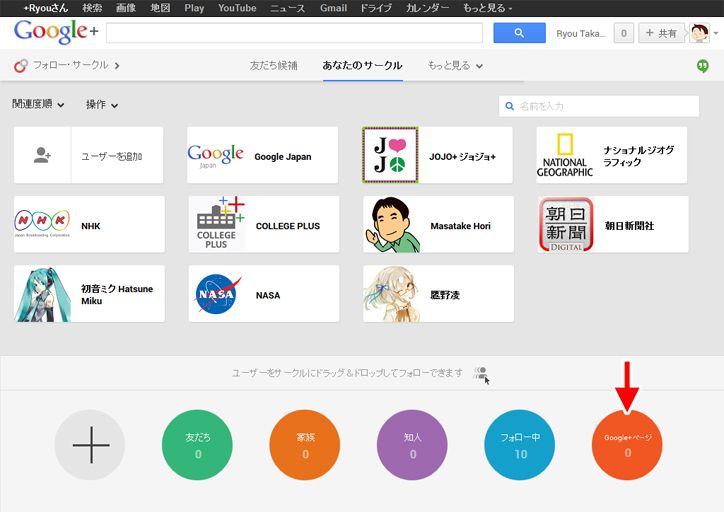 +Ryouさん 検索 画像 地図 Play YouTube ニュース Gmail ドライブ カレンダー もっと見る
Google+ Ryou Taka... 0 + 共有
フォロー・サークル 友だち候補 あなたのサークル もっと見る
関連度順 操作 名前を入力
ユーザーを追加
Google
Japan
Google Japan
JO
JO
JOJO+ ジョジョ+
NATIONAL
GEOGRAPHIC
ナショナルジオグ
ラフィック
NHK
Japan Broadcasting Corporation
NHK
COLLEGE
PLUS
COLLEGE PLUS
Masatake Hori
朝日
新聞
DIGITAL
朝日新聞社
初音ミク Hatsune
Miku
NASA
NASA
鷹野凌
ユーザーをサークルにドラッグ＆ドロップしてフォローできます
友だち
0
家族
0
知人
0
フォロー中
10
Google+ページ
0